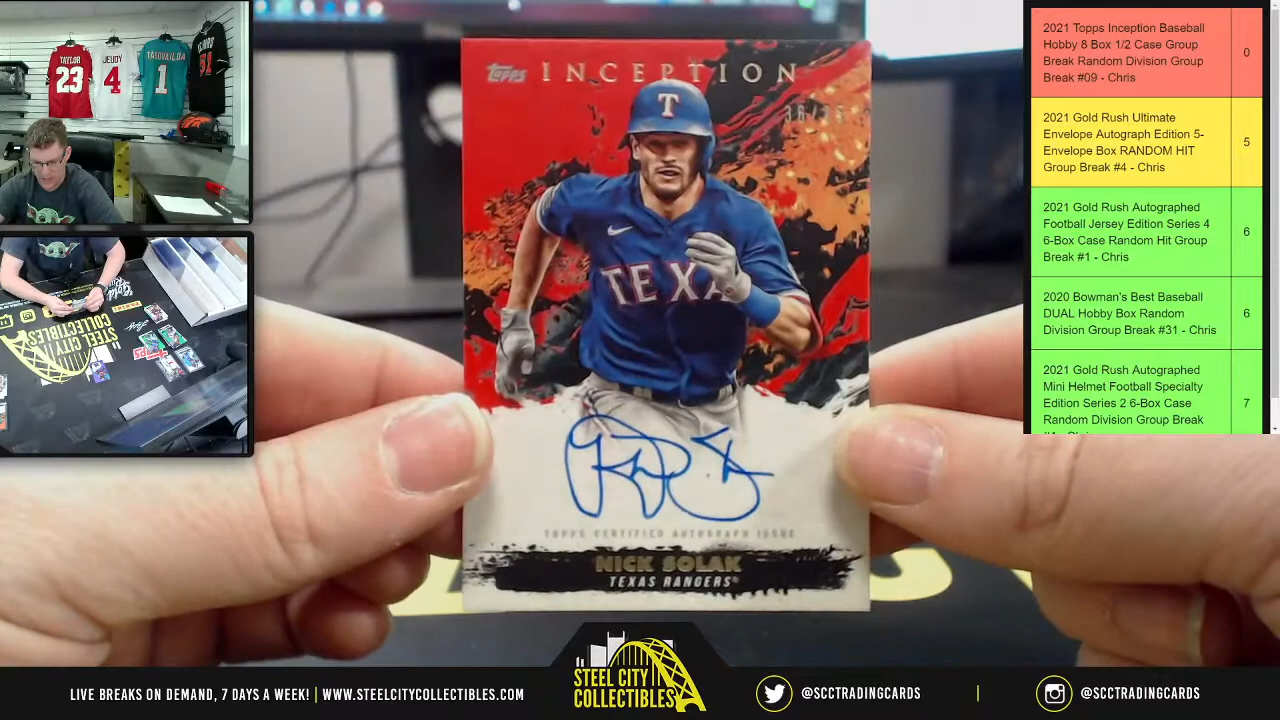 TAYLOR
23
JEUDY
4
TAGOVAILOA
1
topps INCEPTION
T
TEXA
TOPPS CERTIFIED AUTOGRAPH ISSUE
NICK SOLAK
TEXAS RANGERS®
STEEL CITY
COLLECTIBLES
2021 Topps Inception Baseball
Hobby 8 Box 1/2 Case Group
Break Random Division Group
Break #09 - Chris
0
2021 Gold Rush Ultimate
Envelope Autograph Edition 5-
Envelope Box RANDOM HIT
Group Break #4 - Chris
5
2021 Gold Rush Autographed
Football Jersey Edition Series 4
6-Box Case Random Hit Group
Break #1 - Chris
6
2020 Bowman's Best Baseball
DUAL Hobby Box Random
Division Group Break #31 - Chris
6
2021 Gold Rush Autographed
Mini Helmet Football Specialty
Edition Series 2 6-Box Case
Random Division Group Break
7
LIVE BREAKS ON DEMAND, 7 DAYS A WEEK! | WWW.STEELCITYCOLLECTIBLES.COM
STEEL CITY
COLLECTIBLES
@SCCTRADINGCARDS
@SCCTRADINGCARDS